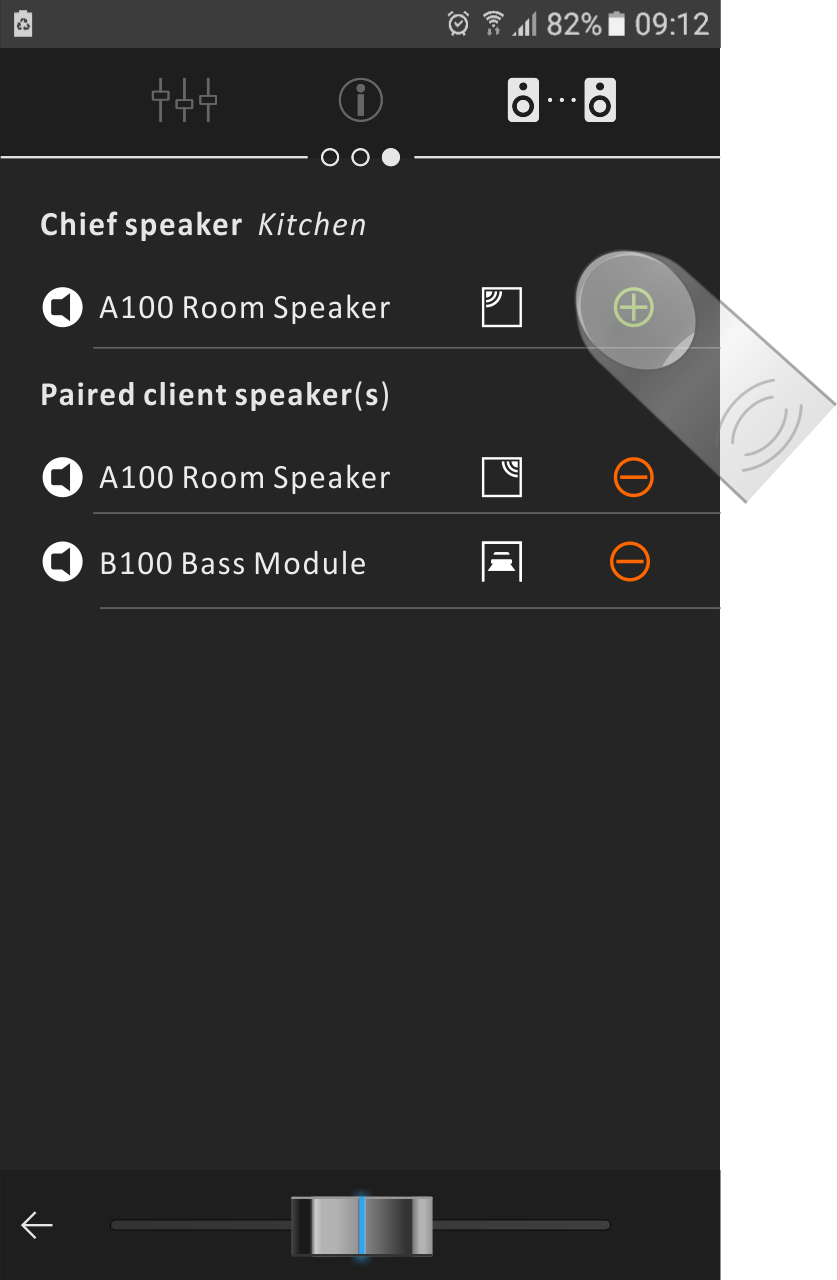 82% 09:12
Chief speaker Kitchen
A100 Room Speaker
Paired client speaker(s)
A100 Room Speaker
B100 Bass Module